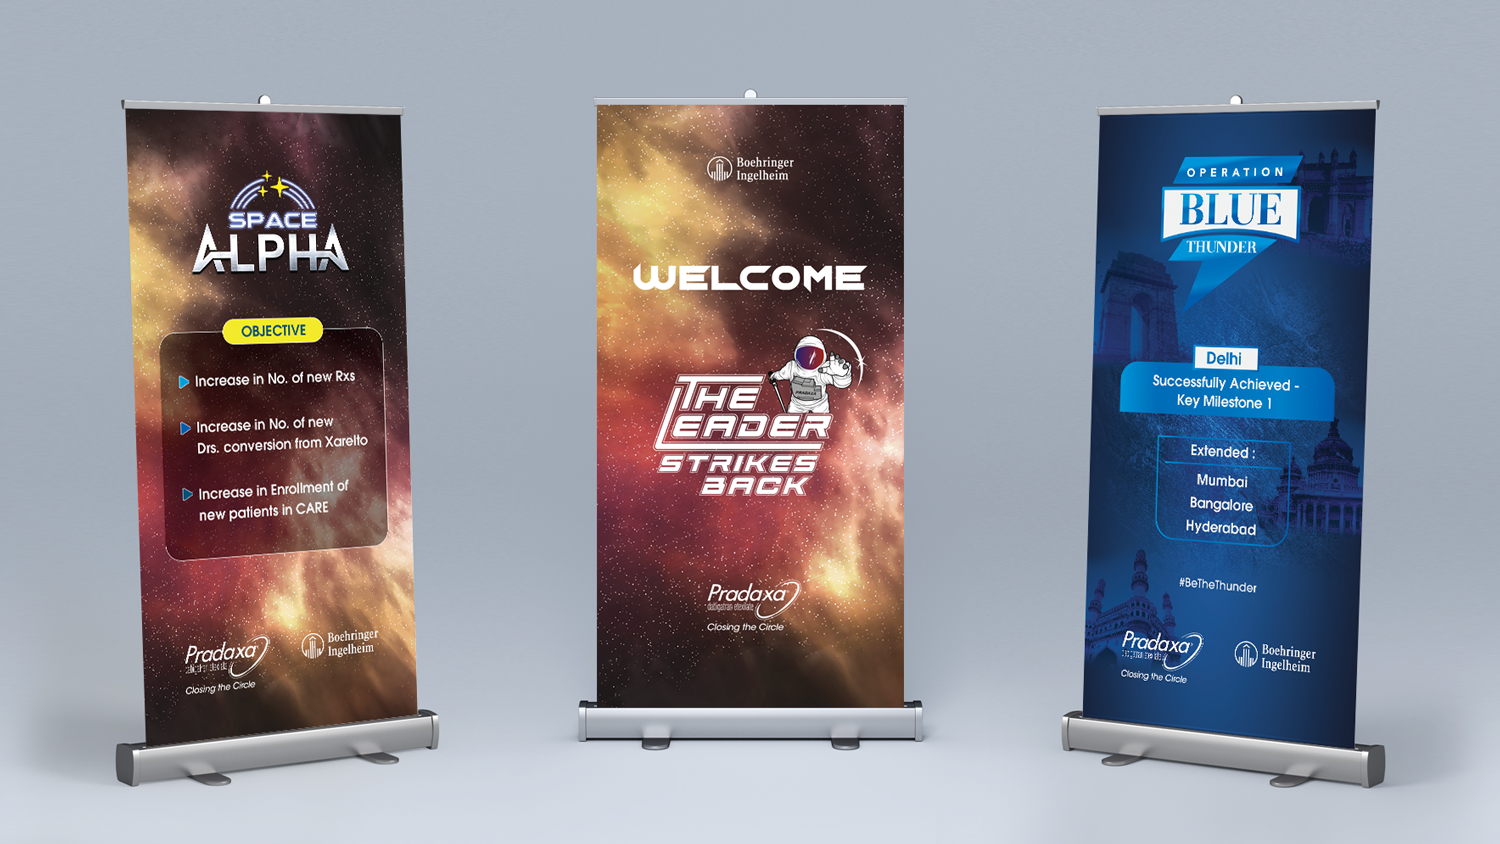 SPACE
ALPHA
OBJECTIVE
Increase in No. of new Rxs
Increase in No. of new
Drs. conversion from Xarelto
Increase in Enrollment of
new patients in CARE
Pradaxa
Closing the Circle
Boehringer
Ingelheim
Boehringer
Ingelheim
WELCOME
PRADAXA
THE
LEADER
STRIKES
BACK
Pradaxa
dabigatran etexilate
Closing the Circle
OPERATION
BLUE
THUNDER
Delhi
Successfully Achieved -
Key Milestone 1
Extended :
Mumbai
Bangalore
Hyderabad
#BeTheThunder
Pradaxa
Closing the Circle
Boehringer
Ingelheim